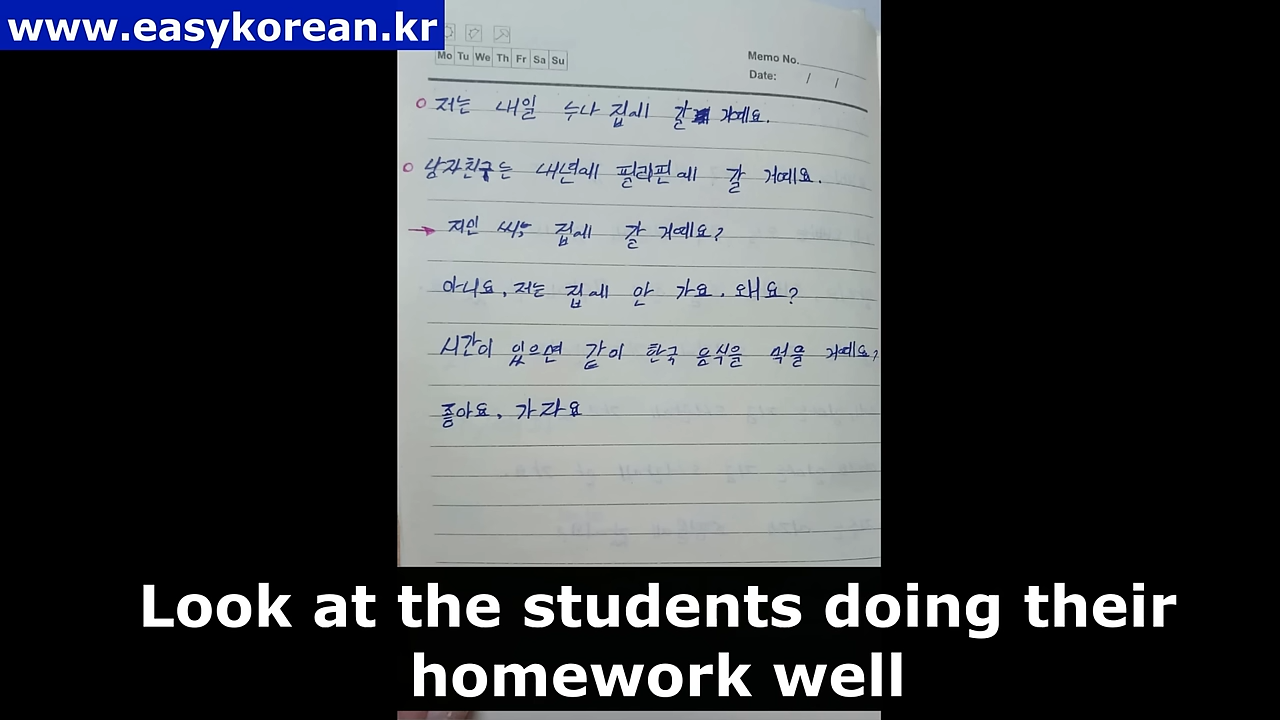 www.easykorean.kr
Mo Tu We Th Fr Sa Su
Memo No.
Date: / /
저는 내일 누나 집에 갈 거예요.
남자친구는 내년에 필리핀에 갈 거예요.
지인 씨는 집에 갈 거예요?
아니요, 저는 집에 안 가요. 왜요?
시간이 있으면 같이 한국 음식을 먹을 거예요?
좋아요, 가자요
Look at the students doing their
homework well